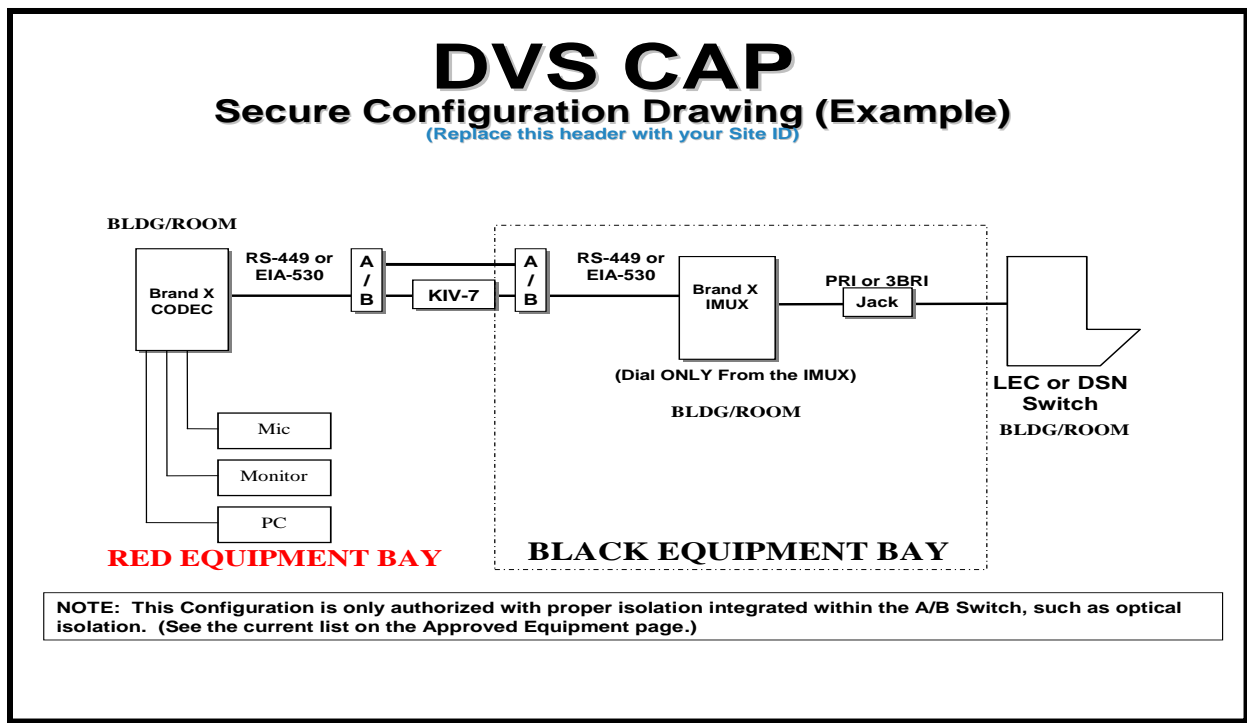 DVS CAP
Secure Configuration Drawing (Example)
(Replace this header with your Site ID)
BLDG/ROOM
Brand X
CODEC
RS-449 or
EIA-530
A
/
B
KIV-7
A
/
B
RS-449 or
EIA-530
Brand X
IMUX
PRI or 3BRI
Jack
(Dial ONLY From the IMUX)
BLDG/ROOM
LEC or DSN
Switch
BLDG/ROOM
Mic
Monitor
PC
RED EQUIPMENT BAY
BLACK EQUIPMENT BAY
NOTE: This Configuration is only authorized with proper isolation integrated within the A/B Switch, such as optical
isolation. (See the current list on the Approved Equipment page.)